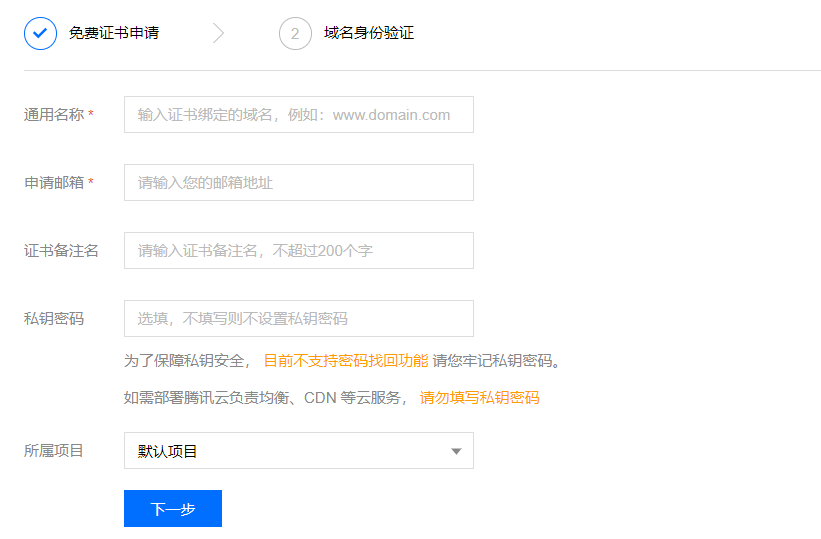 免费证书申请
2 域名身份验证
通用名称 * 输入证书绑定的域名，例如：www.domain.com
申请邮箱 * 请输入您的邮箱地址
证书备注名 请输入证书备注名，不超过200个字
私钥密码 选填，不填写则不设置私钥密码
为了保障私钥安全， 目前不支持密码找回功能 请您牢记私钥密码。
如需部署腾讯云负责均衡、CDN 等云服务， 请勿填写私钥密码
所属项目 默认项目
下一步